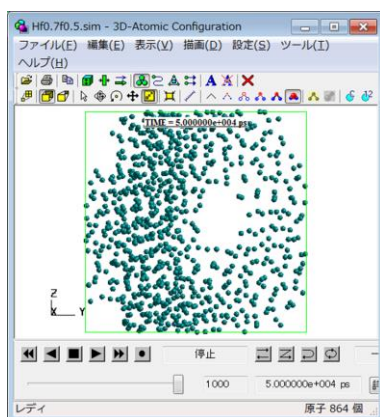 Hf0.7f0.5.sim - 3D-Atomic Configuration
ファイル(F) 編集(E) 表示(V) 描画(D) 設定(S) ツール(T)
ヘルプ(H)
TIME = 5.000000e+004 ps
Z
X Y
停止
1000 5.000000e+004 ps
レディ 原子 864 個